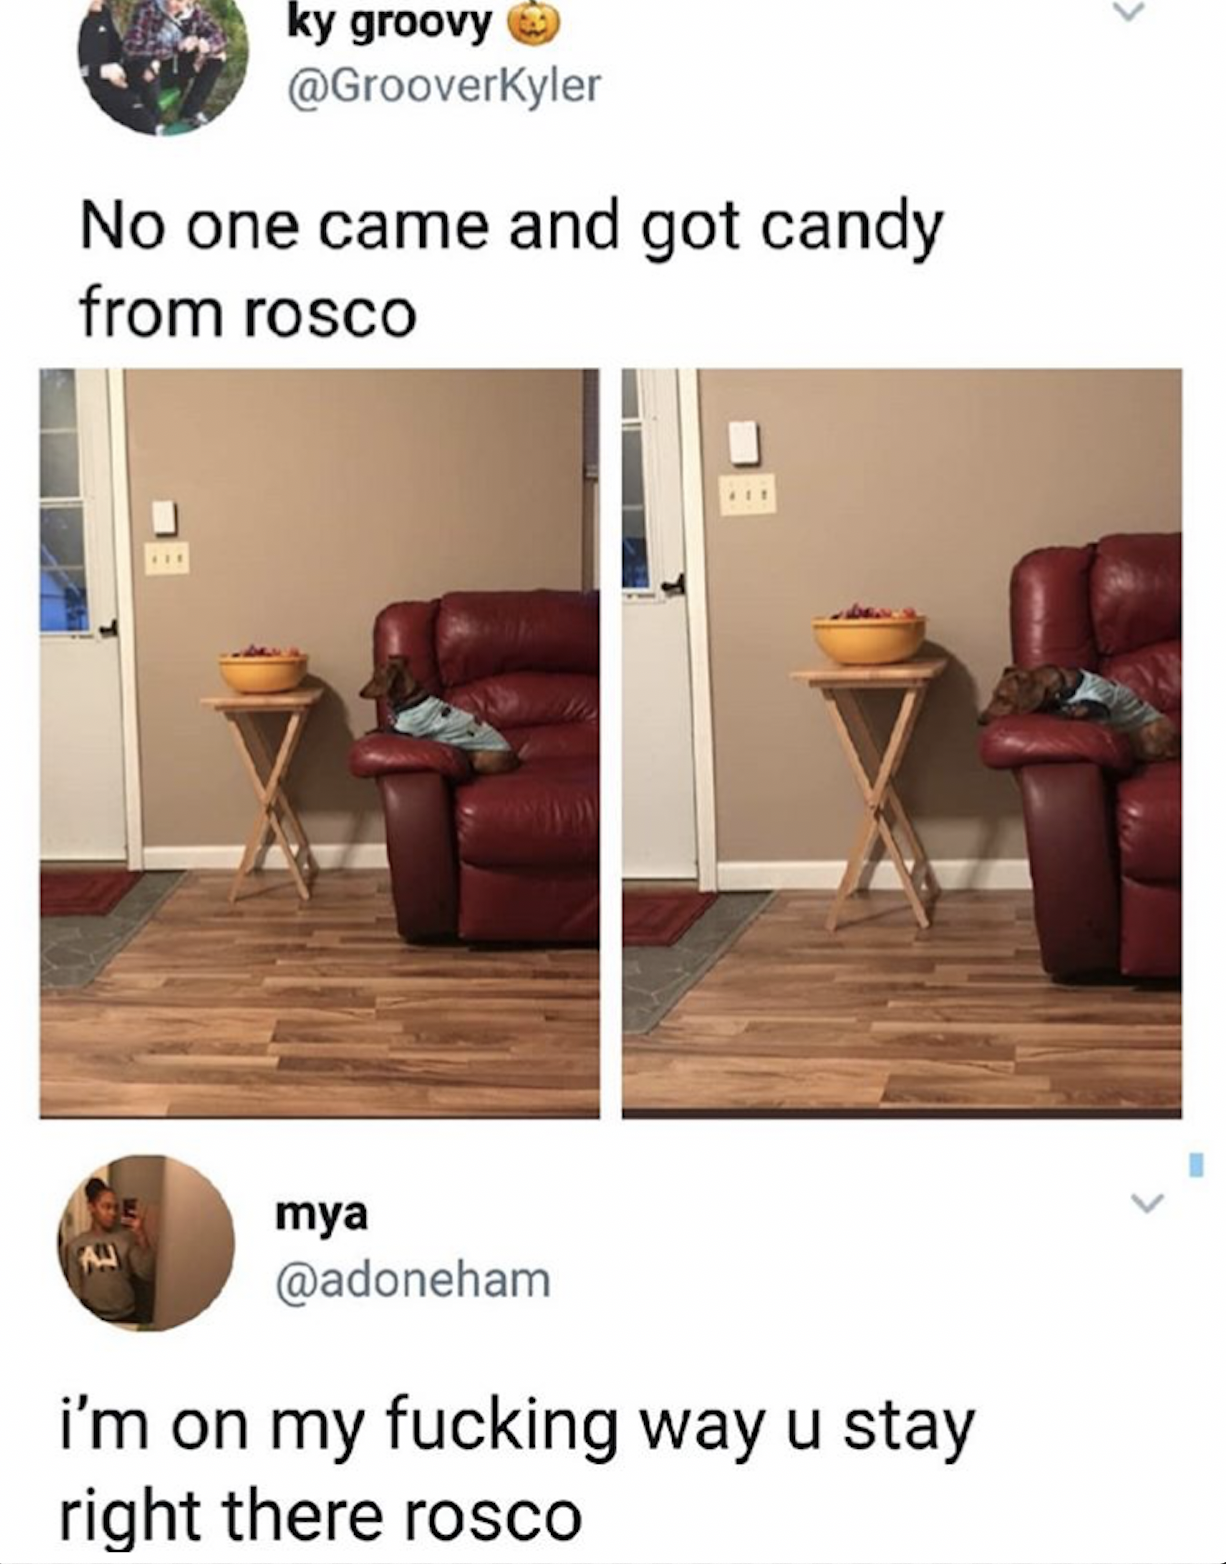 ky groovy 🎃
@GrooverKyler
No one came and got candy
from rosco
mya
@adoneham
i'm on my fucking way u stay
right there rosco